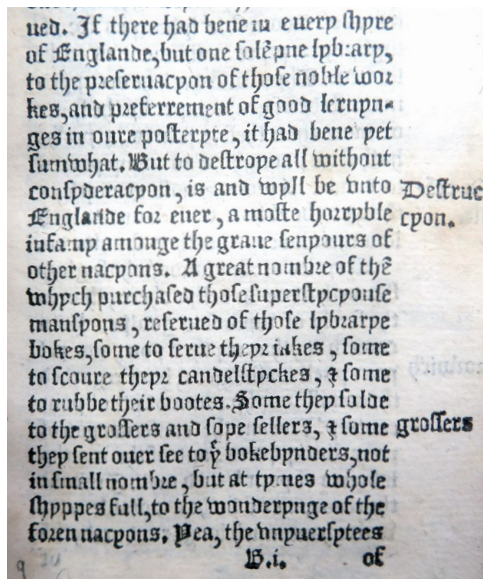 ued. If there had bene in euery shyre
of Englande, but one solẽpne lybrary,
to the preseruacyon of those noble wor
kes, and preferrement of good lernyn-
ges in oure posteryte, it had bene yet
sumwhat. But to destroye all without
consyderacyon, is and wyll be vnto
Destruc
Englande for euer, a moste horryble
cyon.
infamy amonge the graue senyours of
other nacyons. A great nombre of thẽ
whych purchased those superstycyouse
mansyons, reserued of those lybrarye
bokes, some to serue theyr iakes, some
to scoure theyr candelstyckes, ⁊ some
to rubbe their bootes. Some they solde
to the grossers and sope sellers, ⁊ some
grossers
they sent ouer see to yͤ bokebynders, not
in small nombre, but at tymes whole
shyppes full, to the wonderynge of the
foren nacyons. Yea, the vnyuersytees
B.i. of